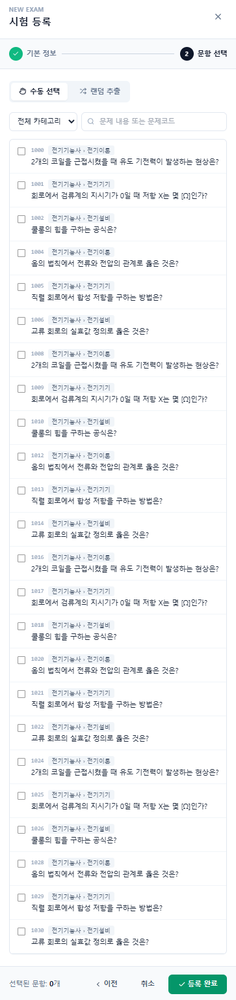 NEW EXAM
시험 등록
기본 정보
2 문항 선택
수동 선택 랜덤 추출
전체 카테고리 문제 내용 또는 문제코드
1000 전기기능사 › 전기이론
2개의 코일을 근접시켰을 때 유도 기전력이 발생하는 현상은?
1001 전기기능사 › 전기기기
회로에서 검류계의 지시기가 0일 때 저항 X는 몇 [Ω]인가?
1002 전기기능사 › 전기설비
쿨롱의 힘을 구하는 공식은?
1004 전기기능사 › 전기이론
옴의 법칙에서 전류와 전압의 관계로 옳은 것은?
1005 전기기능사 › 전기기기
직렬 회로에서 합성 저항을 구하는 방법은?
1006 전기기능사 › 전기설비
교류 회로의 실효값 정의로 옳은 것은?
1008 전기기능사 › 전기이론
2개의 코일을 근접시켰을 때 유도 기전력이 발생하는 현상은?
1009 전기기능사 › 전기기기
회로에서 검류계의 지시기가 0일 때 저항 X는 몇 [Ω]인가?
1010 전기기능사 › 전기설비
쿨롱의 힘을 구하는 공식은?
1012 전기기능사 › 전기이론
옴의 법칙에서 전류와 전압의 관계로 옳은 것은?
1013 전기기능사 › 전기기기
직렬 회로에서 합성 저항을 구하는 방법은?
1014 전기기능사 › 전기설비
교류 회로의 실효값 정의로 옳은 것은?
1016 전기기능사 › 전기이론
2개의 코일을 근접시켰을 때 유도 기전력이 발생하는 현상은?
1017 전기기능사 › 전기기기
회로에서 검류계의 지시기가 0일 때 저항 X는 몇 [Ω]인가?
1018 전기기능사 › 전기설비
쿨롱의 힘을 구하는 공식은?
1020 전기기능사 › 전기이론
옴의 법칙에서 전류와 전압의 관계로 옳은 것은?
1021 전기기능사 › 전기기기
직렬 회로에서 합성 저항을 구하는 방법은?
1022 전기기능사 › 전기설비
교류 회로의 실효값 정의로 옳은 것은?
1024 전기기능사 › 전기이론
2개의 코일을 근접시켰을 때 유도 기전력이 발생하는 현상은?
1025 전기기능사 › 전기기기
회로에서 검류계의 지시기가 0일 때 저항 X는 몇 [Ω]인가?
1026 전기기능사 › 전기설비
쿨롱의 힘을 구하는 공식은?
1028 전기기능사 › 전기이론
옴의 법칙에서 전류와 전압의 관계로 옳은 것은?
1029 전기기능사 › 전기기기
직렬 회로에서 합성 저항을 구하는 방법은?
1030 전기기능사 › 전기설비
교류 회로의 실효값 정의로 옳은 것은?
선택된 문항: 0개 이전 취소 등록 완료